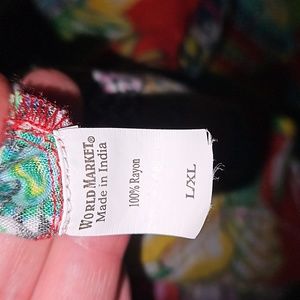 WORLD MARKET®
Made in India
100% Rayon
L/XL